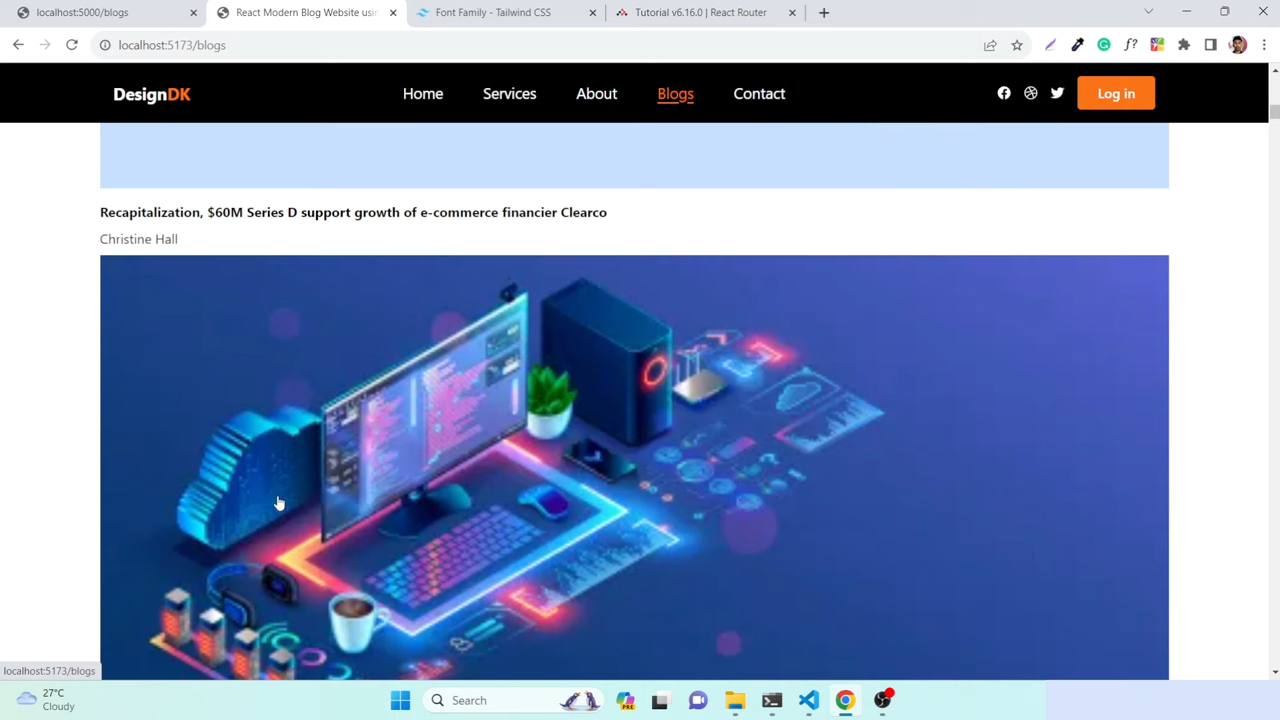 localhost:5000/blogs
React Modern Blog Website usin
Font Family - Tailwind CSS
Tutorial v6.16.0 | React Router
localhost:5173/blogs
DesignDK
Home
Services
About
Blogs
Contact
Log in
Recapitalization, $60M Series D support growth of e-commerce financier Clearco
Christine Hall
localhost:5173/blogs
27°C
Cloudy
Search
PRE